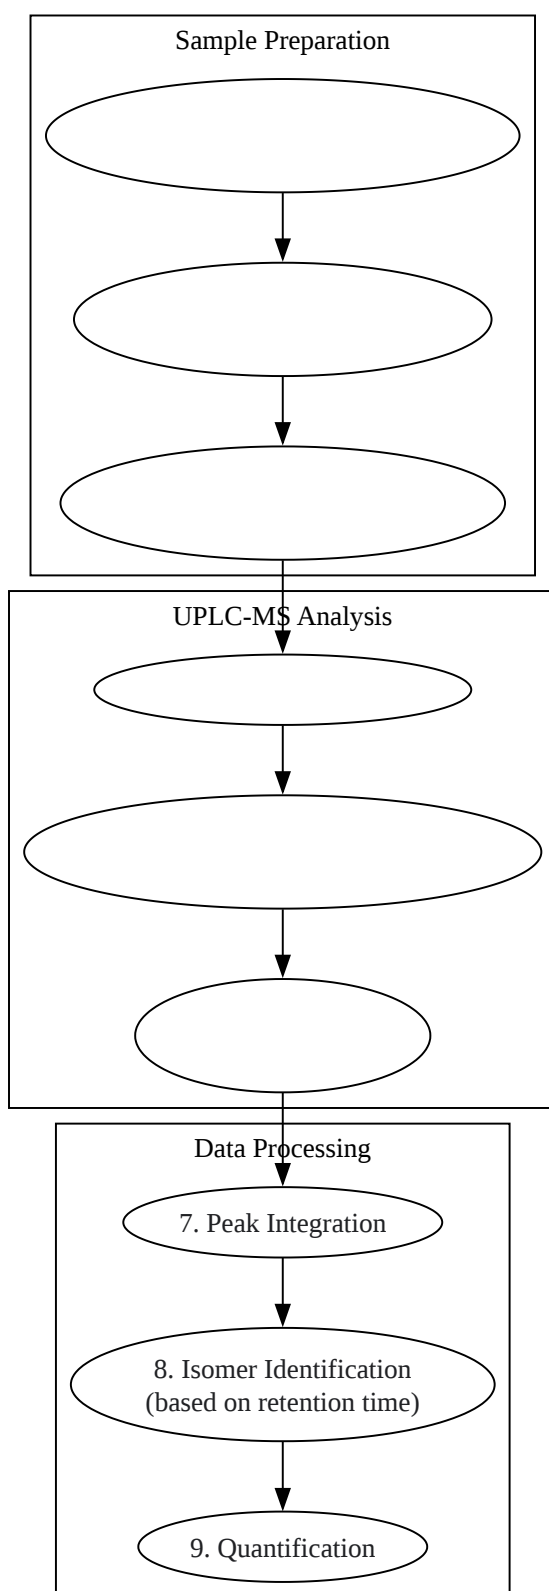 Sample Preparation
UPLC-MS Analysis
Data Processing
7. Peak Integration
8. Isomer Identification
(based on retention time)
9. Quantification